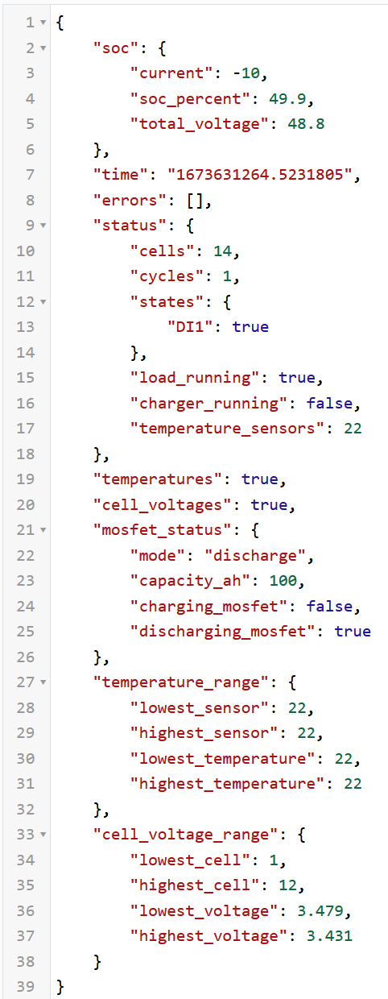 1 {
2     "soc": {
3         "current": -10,
4         "soc_percent": 49.9,
5         "total_voltage": 48.8
6     },
7     "time": "1673631264.5231805",
8     "errors": [],
9     "status": {
10         "cells": 14,
11         "cycles": 1,
12         "states": {
13             "DI1": true
14         },
15         "load_running": true,
16         "charger_running": false,
17         "temperature_sensors": 22
18     },
19     "temperatures": true,
20     "cell_voltages": true,
21     "mosfet_status": {
22         "mode": "discharge",
23         "capacity_ah": 100,
24         "charging_mosfet": false,
25         "discharging_mosfet": true
26     },
27     "temperature_range": {
28         "lowest_sensor": 22,
29         "highest_sensor": 22,
30         "lowest_temperature": 22,
31         "highest_temperature": 22
32     },
33     "cell_voltage_range": {
34         "lowest_cell": 1,
35         "highest_cell": 12,
36         "lowest_voltage": 3.479,
37         "highest_voltage": 3.431
38     }
39 }